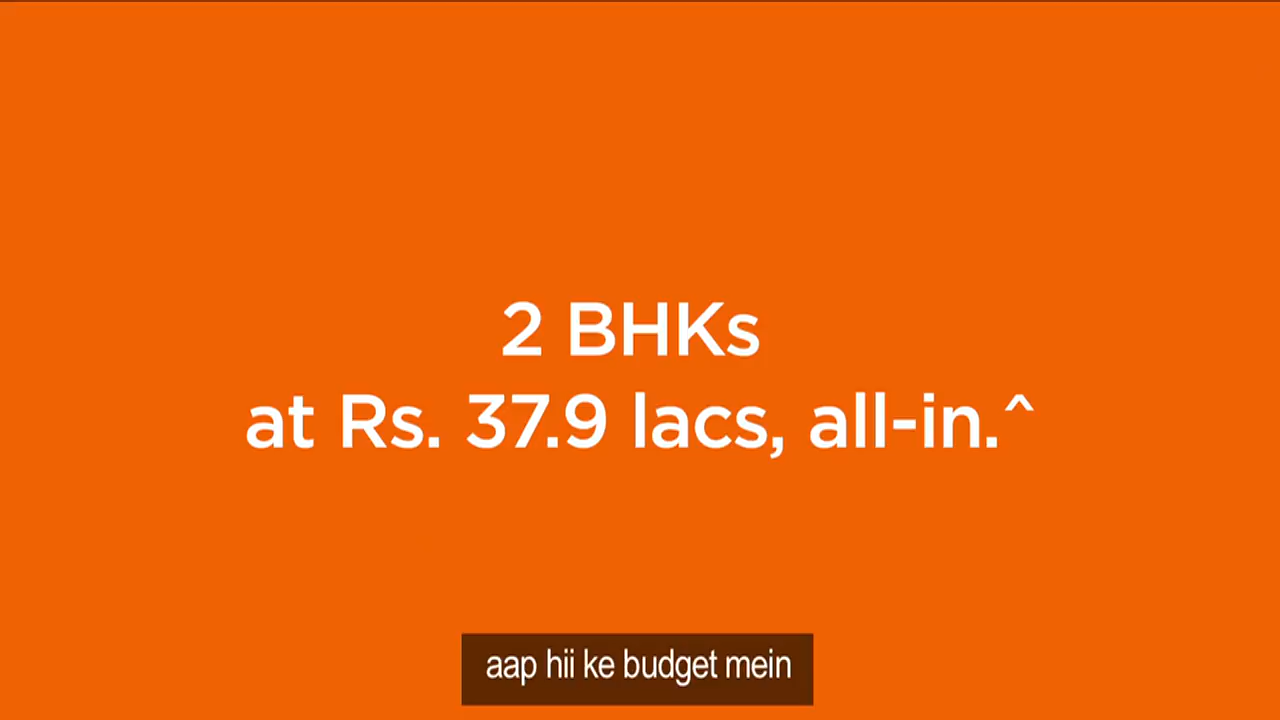 2 BHKs
at Rs. 37.9 lacs, all-in.^
aap hii ke budget mein